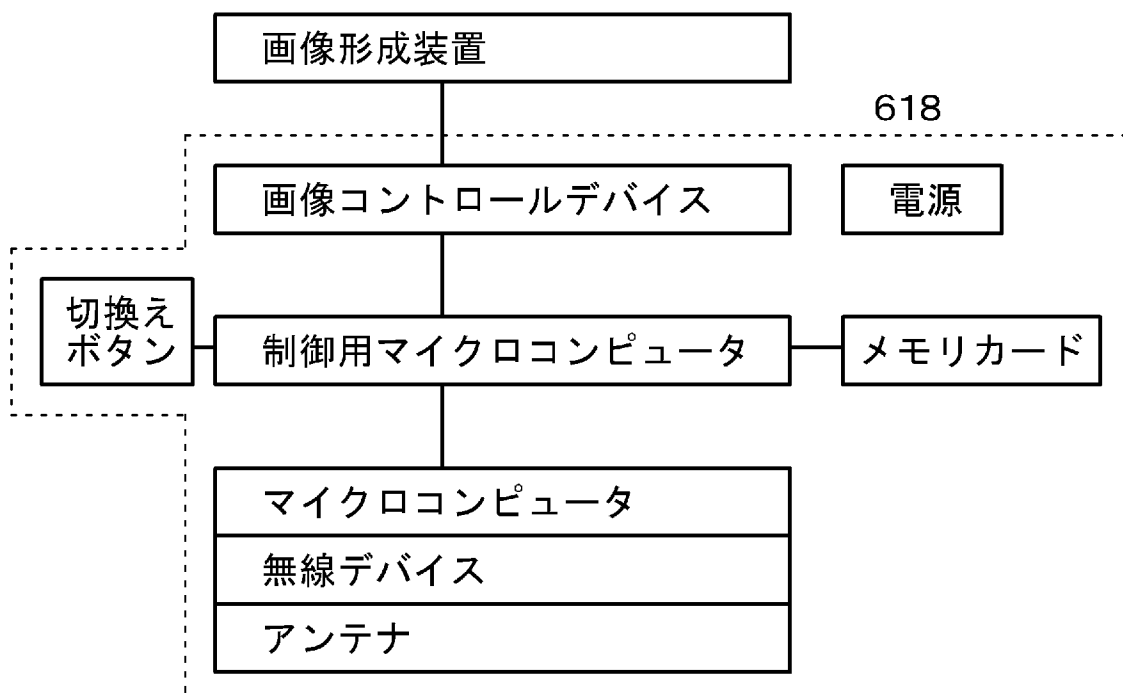 画像形成装置
618
画像コントロールデバイス
電源
切換え
ボタン
制御用マイクロコンピュータ
メモリカード
マイクロコンピュータ
無線デバイス
アンテナ